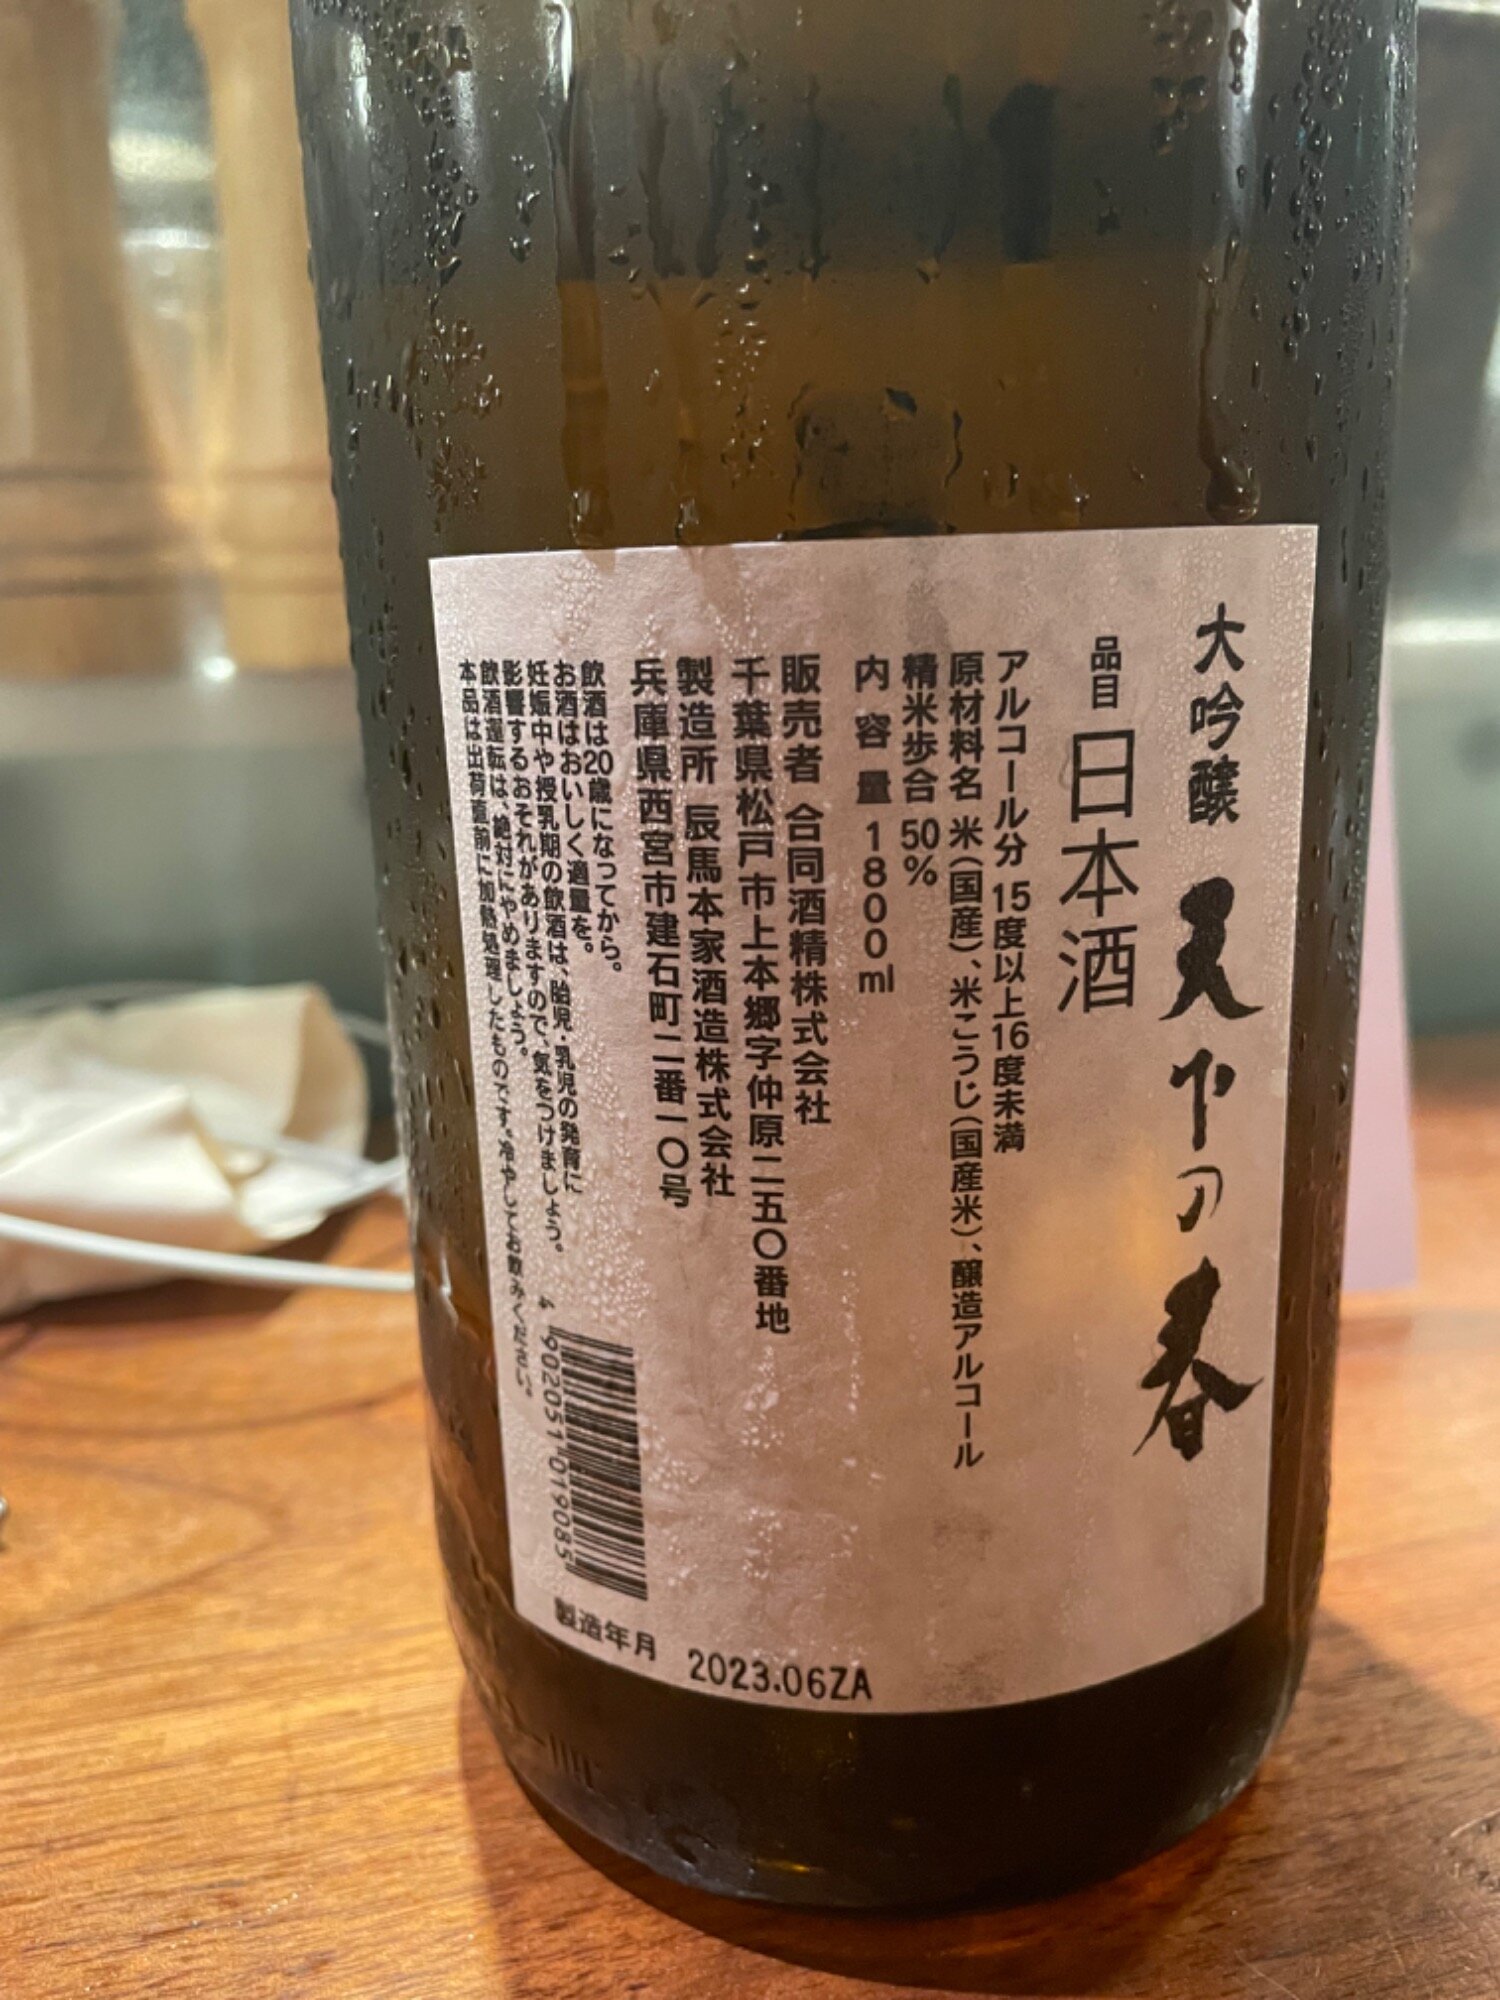 大吟醸 天下の春
品目 日本酒
アルコール分 15度以上16度未満
原材料名 米(国産)、米こうじ(国産米)、醸造アルコール
精米歩合 50%
内容量 1800ml
販売者 合同酒精株式会社
千葉県松戸市上本郷字仲原二五〇番地
製造所 辰馬本家酒造株式会社
兵庫県西宮市建石町二番一〇号
飲酒は20歳になってから。
お酒はおいしく適量を。
妊娠中や授乳期の飲酒は、胎児・乳児の発育に
影響するおそれがありますので、気をつけましょう。
飲酒運転は、絶対にやめましょう。
本品は出荷直前に加熱処理したものです。冷やしてお飲みください。
4 902051 019085
製造年月 2023.06ZA